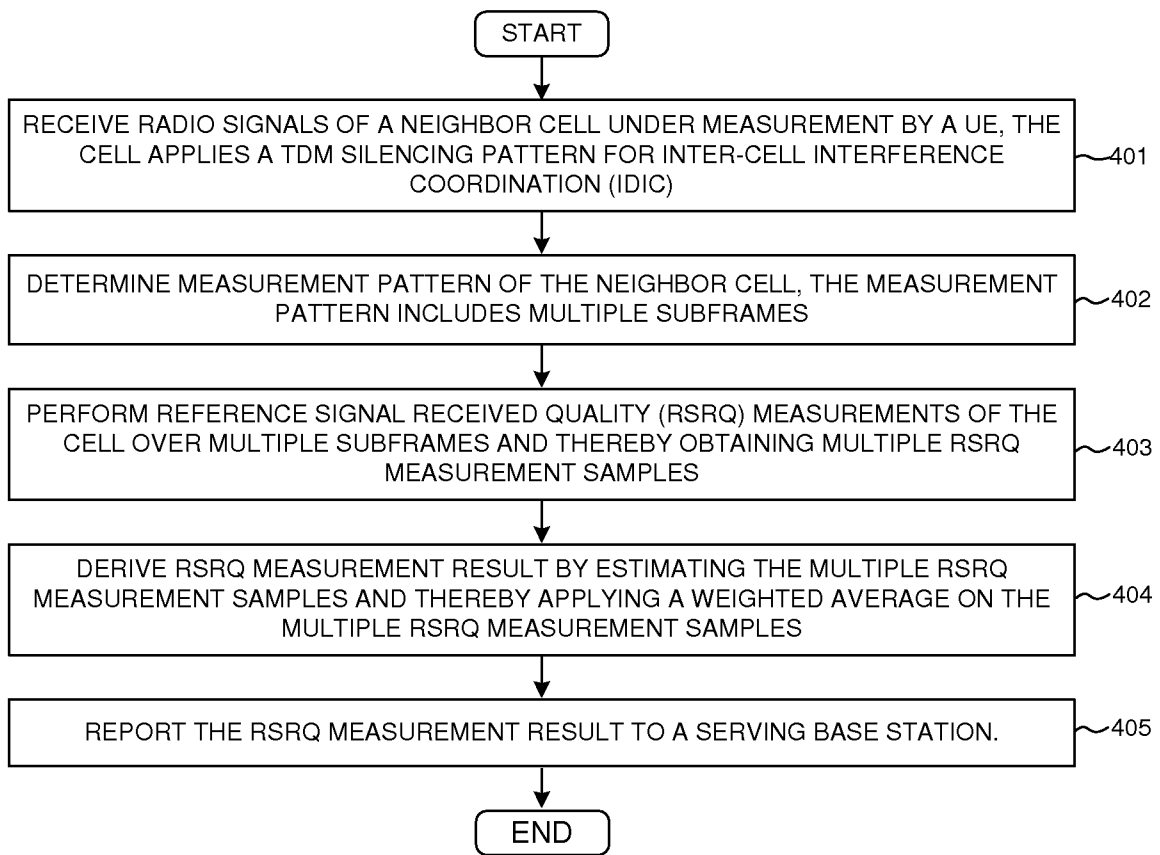 START
RECEIVE RADIO SIGNALS OF A NEIGHBOR CELL UNDER MEASUREMENT BY A UE, THE
CELL APPLIES A TDM SILENCING PATTERN FOR INTER-CELL INTERFERENCE
COORDINATION (IDIC)
401
DETERMINE MEASUREMENT PATTERN OF THE NEIGHBOR CELL, THE MEASUREMENT
PATTERN INCLUDES MULTIPLE SUBFRAMES
402
PERFORM REFERENCE SIGNAL RECEIVED QUALITY (RSRQ) MEASUREMENTS OF THE
CELL OVER MULTIPLE SUBFRAMES AND THEREBY OBTAINING MULTIPLE RSRQ
MEASUREMENT SAMPLES
403
DERIVE RSRQ MEASUREMENT RESULT BY ESTIMATING THE MULTIPLE RSRQ
MEASUREMENT SAMPLES AND THEREBY APPLYING A WEIGHTED AVERAGE ON THE
MULTIPLE RSRQ MEASUREMENT SAMPLES
404
REPORT THE RSRQ MEASUREMENT RESULT TO A SERVING BASE STATION.
405
END